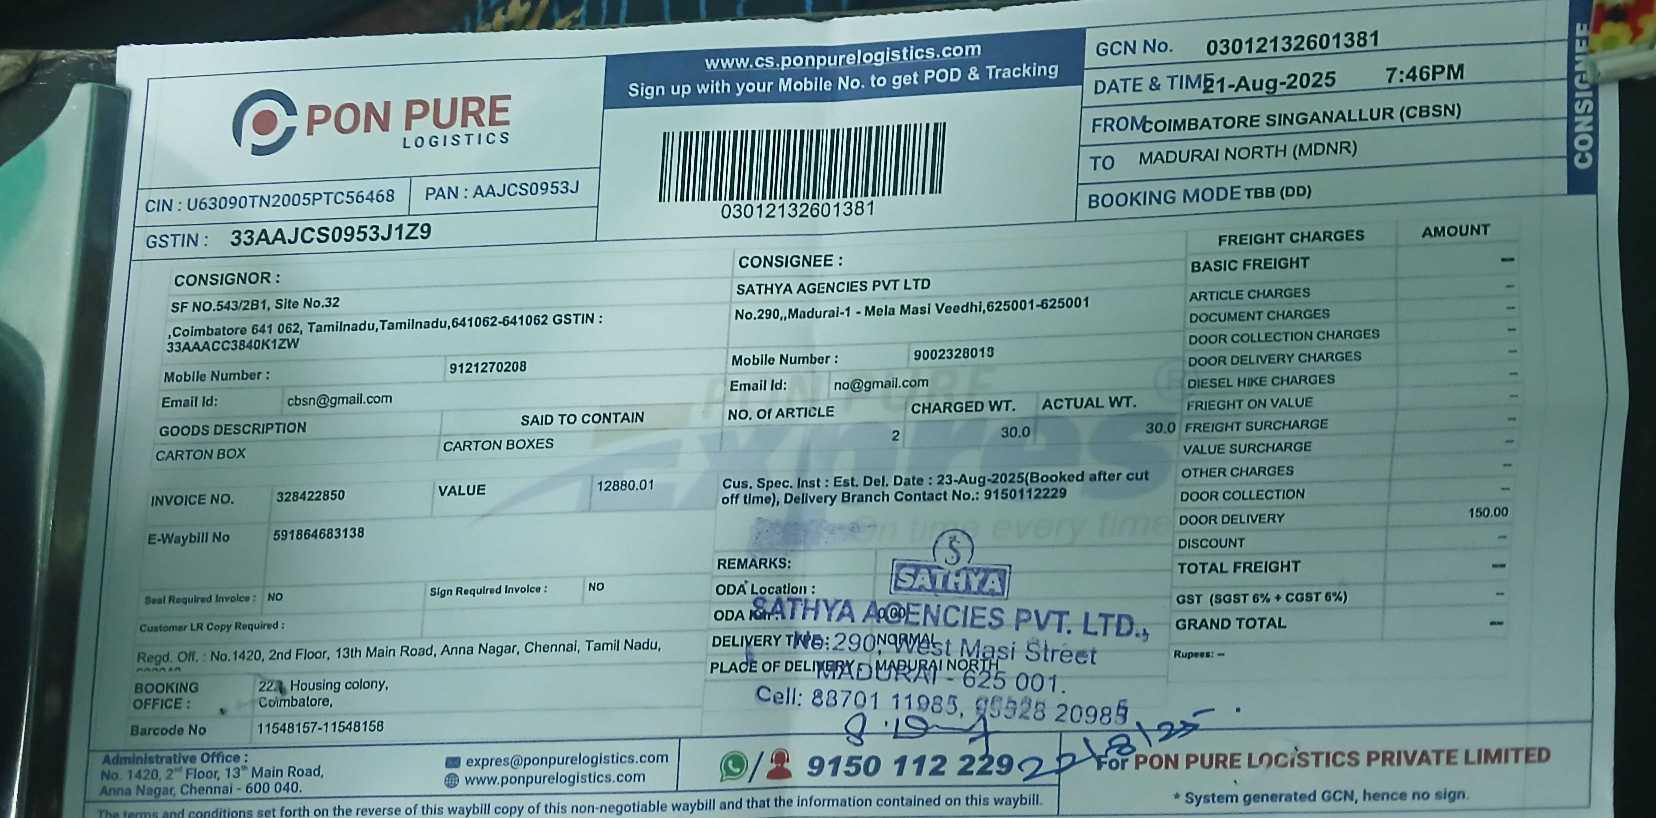 PON PURE
LOGISTICS
CIN : U63090TN2005PTC56468 PAN : AAJCS0953J
GSTIN : 33AAJCS0953J1Z9
www.cs.ponpurelogistics.com
Sign up with your Mobile No. to get POD & Tracking
03012132601381
GCN No. 03012132601381
DATE & TIME 21-Aug-2025 7:46PM
FROM COIMBATORE SINGANALLUR (CBSN)
TO MADURAI NORTH (MDNR)
BOOKING MODE TBB (DD)
CONSIGNEE
CONSIGNOR :
SF NO.543/2B1, Site No.32
,Coimbatore 641 062, Tamilnadu,Tamilnadu,641062-641062 GSTIN :
33AAACC3840K1ZW
Mobile Number : 9121270208
Email Id: cbsn@gmail.com
CONSIGNEE :
SATHYA AGENCIES PVT LTD
No.290,,Madurai-1 - Mela Masi Veedhi,625001-625001
Mobile Number : 9002328013
Email Id: no@gmail.com
GOODS DESCRIPTION SAID TO CONTAIN NO. Of ARTICLE CHARGED WT. ACTUAL WT.
CARTON BOX CARTON BOXES 2 30.0 30.0
INVOICE NO. 328422850 VALUE 12880.01
E-Waybill No 591864683138
Cus. Spec. Inst : Est. Del. Date : 23-Aug-2025(Booked after cut
off time), Delivery Branch Contact No.: 9150112229
PON PURE
Express
On time every time
Seal Required Invoice : NO Sign Required Invoice : NO
Customer LR Copy Required :
Regd. Off. : No.1420, 2nd Floor, 13th Main Road, Anna Nagar, Chennai, Tamil Nadu,
BOOKING OFFICE : Housing colony,
Coimbatore,
Barcode No 11548157-11548158
REMARKS:
ODA Location :
ODA
DELIVERY TYPE: NORMAL
PLACE OF DELIVERY : MADURAI NORTH
SATHYA
SATHYA AGENCIES PVT. LTD.,
No:290, West Masi Street
MADURAI - 625 001.
Cell: 88701 11985, 20985
22/8/25
FREIGHT CHARGES AMOUNT
BASIC FREIGHT --
ARTICLE CHARGES -
DOCUMENT CHARGES -
DOOR COLLECTION CHARGES -
DOOR DELIVERY CHARGES -
DIESEL HIKE CHARGES -
FRIEGHT ON VALUE -
FREIGHT SURCHARGE -
VALUE SURCHARGE -
OTHER CHARGES -
DOOR COLLECTION -
DOOR DELIVERY 150.00
DISCOUNT -
TOTAL FREIGHT --
GST (SGST 6% + CGST 6%) -
GRAND TOTAL --
Rupees: --
Administrative Office :
No. 1420, 2nd Floor, 13th Main Road,
Anna Nagar, Chennai - 600 040.
expres@ponpurelogistics.com
www.ponpurelogistics.com
/ 9150 112 229
For PON PURE LOGISTICS PRIVATE LIMITED
* System generated GCN, hence no sign.
The terms and conditions set forth on the reverse of this waybill copy of this non-negotiable waybill and that the information contained on this waybill.